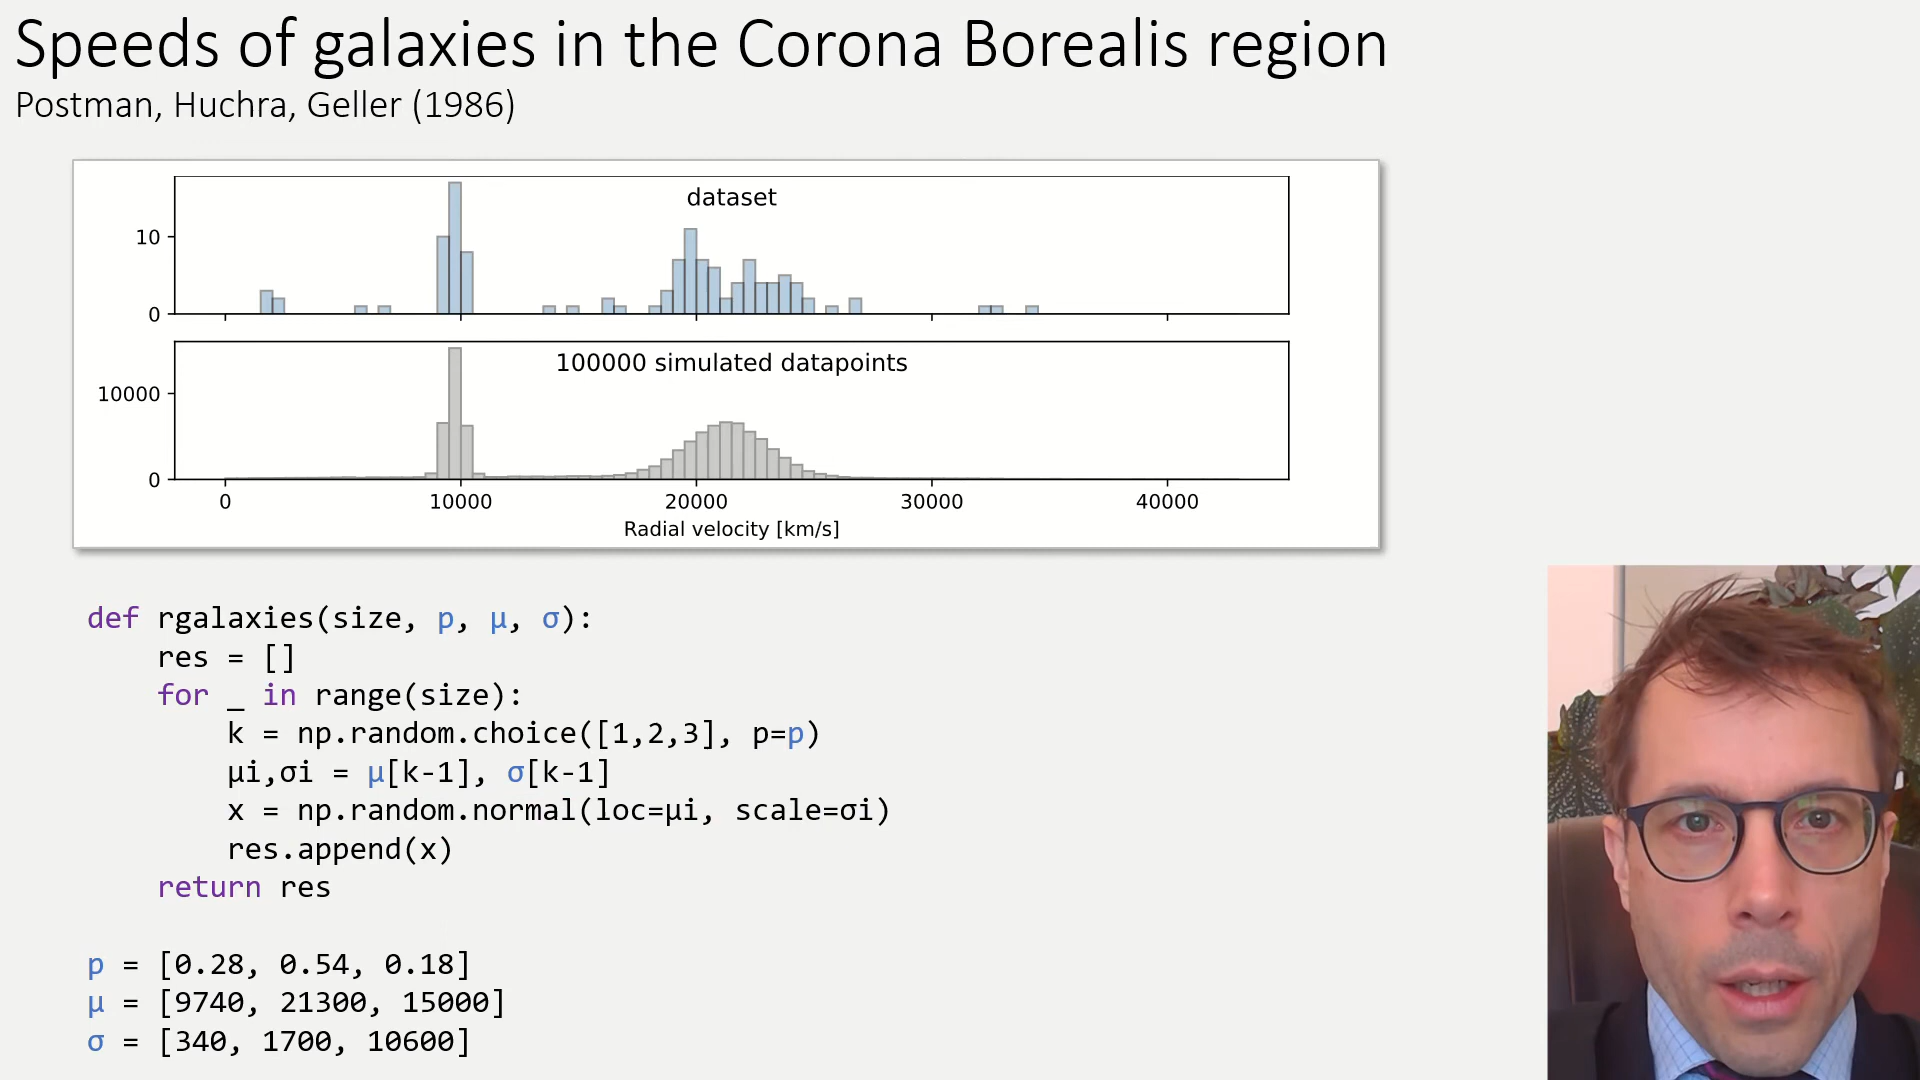 Speeds of galaxies in the Corona Borealis region
Postman, Huchra, Geller (1986)
dataset
10
0
100000 simulated datapoints
10000
0
0 10000 20000 30000 40000
Radial velocity [km/s]
def rgalaxies(size, p, μ, σ):
    res = []
    for _ in range(size):
        k = np.random.choice([1,2,3], p=p)
        μi,σi = μ[k-1], σ[k-1]
        x = np.random.normal(loc=μi, scale=σi)
        res.append(x)
    return res
p = [0.28, 0.54, 0.18]
μ = [9740, 21300, 15000]
σ = [340, 1700, 10600]